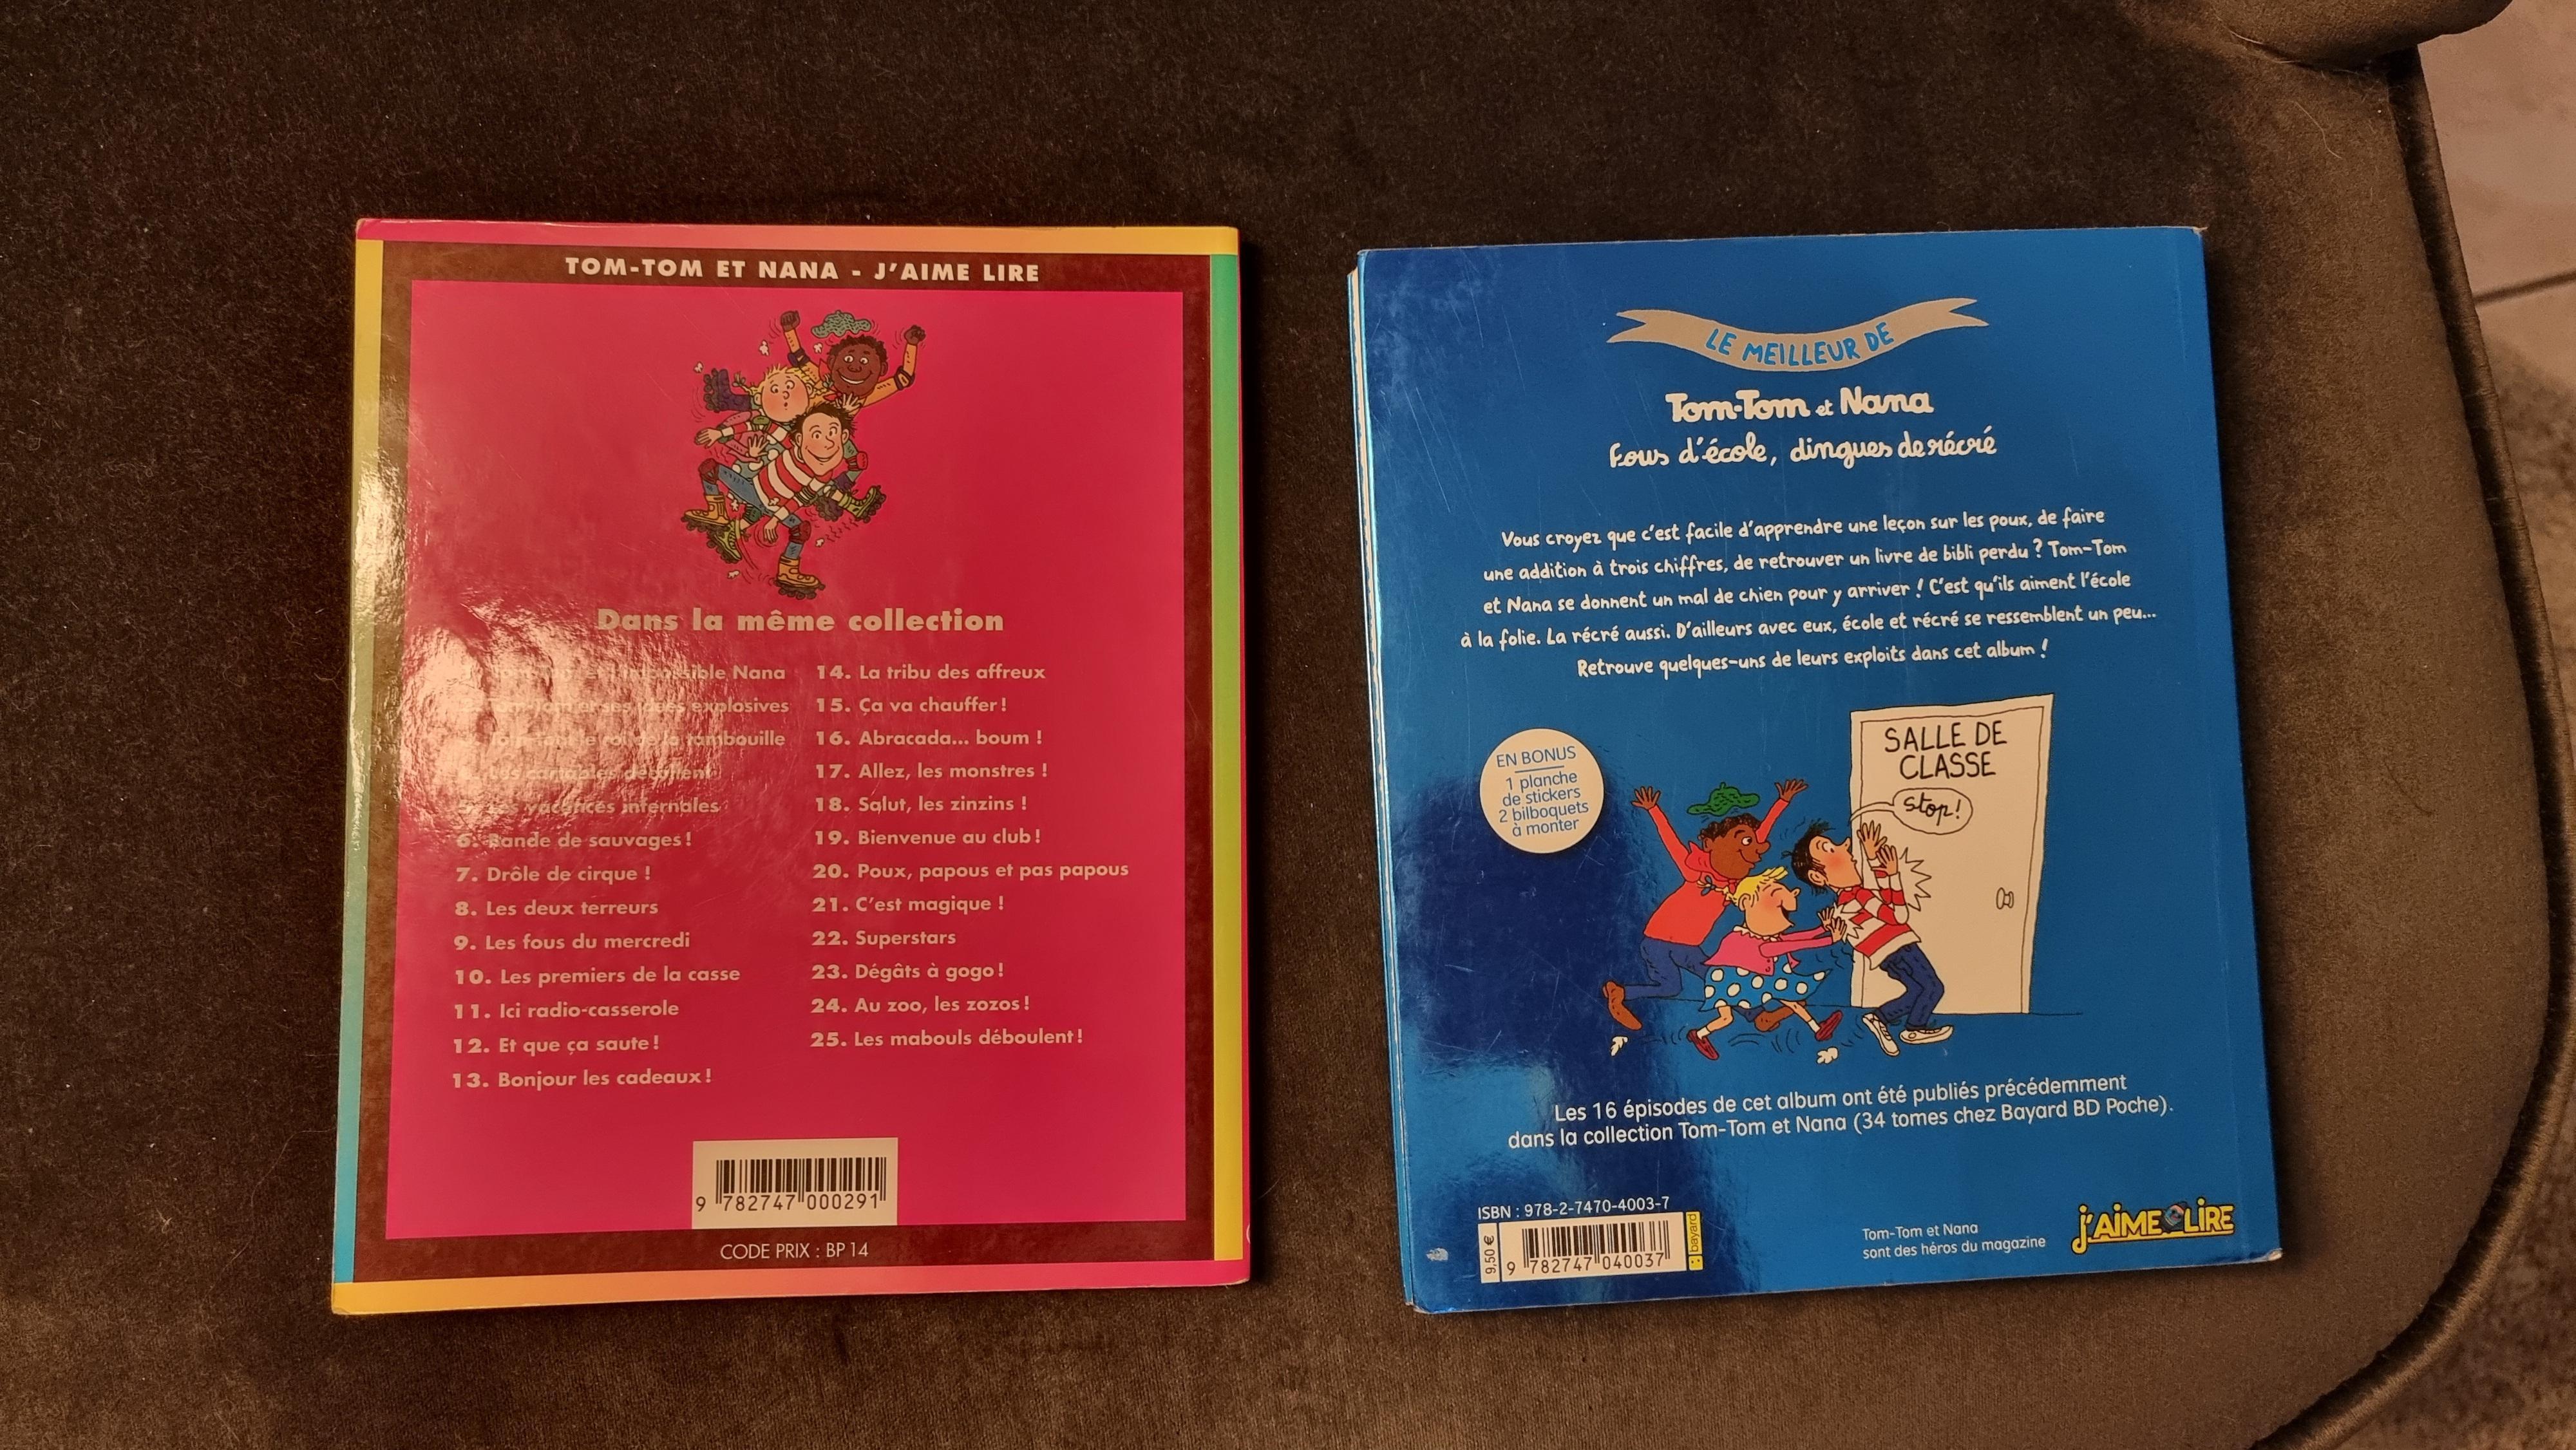 TOM-TOM ET NANA - J'AIME LIRE
Dans la même collection
Nana
explosives
tambouille
infernales
6. Bande de sauvages !
7. Drôle de cirque !
8. Les deux terreurs
9. Les fous du mercredi
10. Les premiers de la casse
11. Ici radio-casserole
12. Et que ça saute !
13. Bonjour les cadeaux !
14. La tribu des affreux
15. Ça va chauffer !
16. Abracada... boum !
17. Allez, les monstres !
18. Salut, les zinzins !
19. Bienvenue au club !
20. Poux, papous et pas papous
21. C'est magique !
22. Superstars
23. Dégâts à gogo !
24. Au zoo, les zozos !
25. Les mabouls déboulent !
9 782747 000291
CODE PRIX : BP 14
LE MEILLEUR DE
Tom-Tom et Nana
Fous d'école, dingues de récré
Vous croyez que c'est facile d'apprendre une leçon sur les poux, de faire
une addition à trois chiffres, de retrouver un livre de bibli perdu ? Tom-Tom
et Nana se donnent un mal de chien pour y arriver ! C'est qu'ils aiment l'école
à la folie. La récré aussi. D'ailleurs avec eux, école et récré se ressemblent un peu...
Retrouve quelques-uns de leurs exploits dans cet album !
EN BONUS
1 planche
de stickers
2 bilboquets
à monter
SALLE DE
CLASSE
stop !
Les 16 épisodes de cet album ont été publiés précédemment
dans la collection Tom-Tom et Nana (34 tomes chez Bayard BD Poche).
ISBN : 978-2-7470-4003-7
9,50 €
9 782747 040037
bayard
Tom-Tom et Nana
sont des héros du magazine
j'AiME LiRE